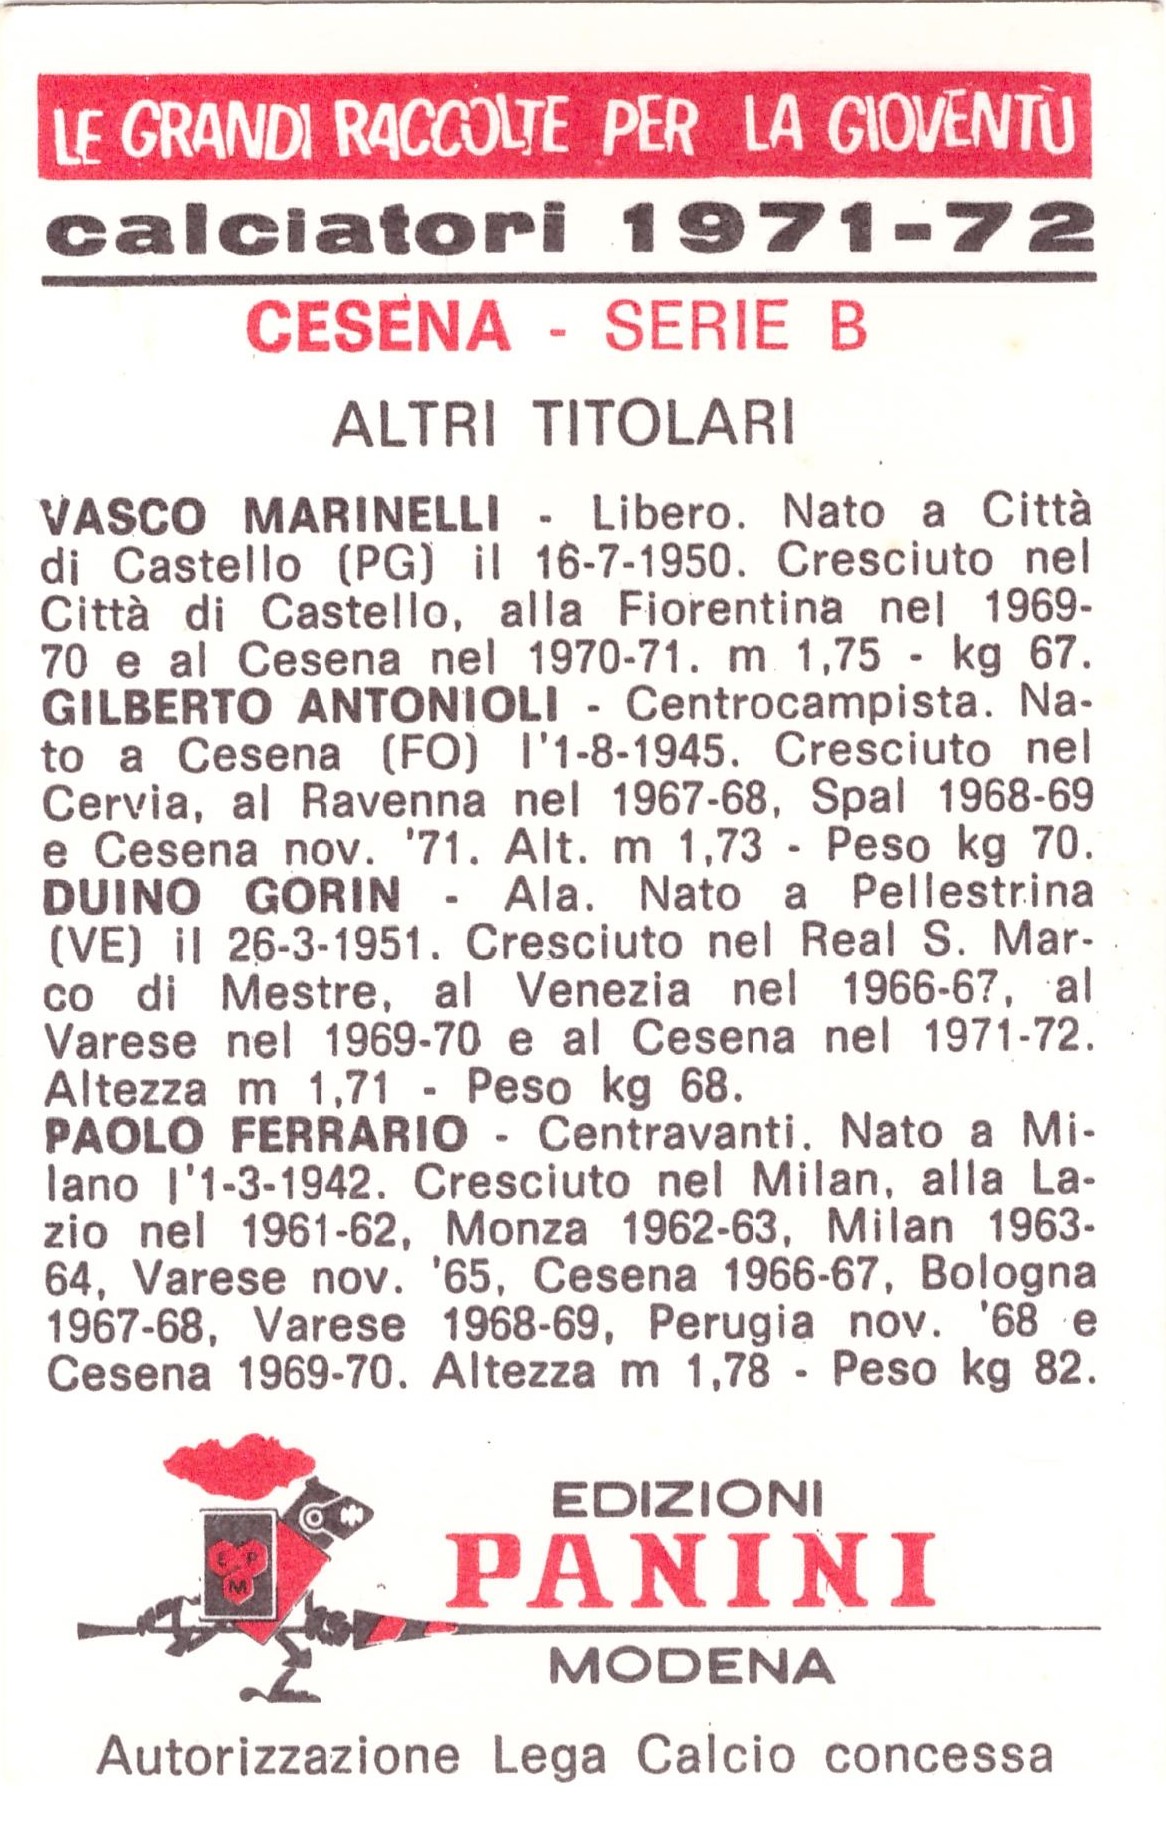 LE GRANDI RACCOLTE PER LA GIOVENTÙ
calciatori 1971-72
CESENA - SERIE B
ALTRI TITOLARI
VASCO MARINELLI - Libero. Nato a Città
di Castello (PG) il 16-7-1950. Cresciuto nel
Città di Castello, alla Fiorentina nel 1969-
70 e al Cesena nel 1970-71. m 1,75 - kg 67.
GILBERTO ANTONIOLI - Centrocampista. Na-
to a Cesena (FO) l'1-8-1945. Cresciuto nel
Cervia, al Ravenna nel 1967-68, Spal 1968-69
e Cesena nov. '71. Alt. m 1,73 - Peso kg 70.
DUINO GORIN - Ala. Nato a Pellestrina
(VE) il 26-3-1951. Cresciuto nel Real S. Mar-
co di Mestre, al Venezia nel 1966-67, al
Varese nel 1969-70 e al Cesena nel 1971-72.
Altezza m 1,71 - Peso kg 68.
PAOLO FERRARIO - Centravanti. Nato a Mi-
lano l'1-3-1942. Cresciuto nel Milan, alla La-
zio nel 1961-62, Monza 1962-63, Milan 1963-
64, Varese nov. '65, Cesena 1966-67, Bologna
1967-68, Varese 1968-69, Perugia nov. '68 e
Cesena 1969-70. Altezza m 1,78 - Peso kg 82.
E P
M
EDIZIONI
PANINI
MODENA
Autorizzazione Lega Calcio concessa